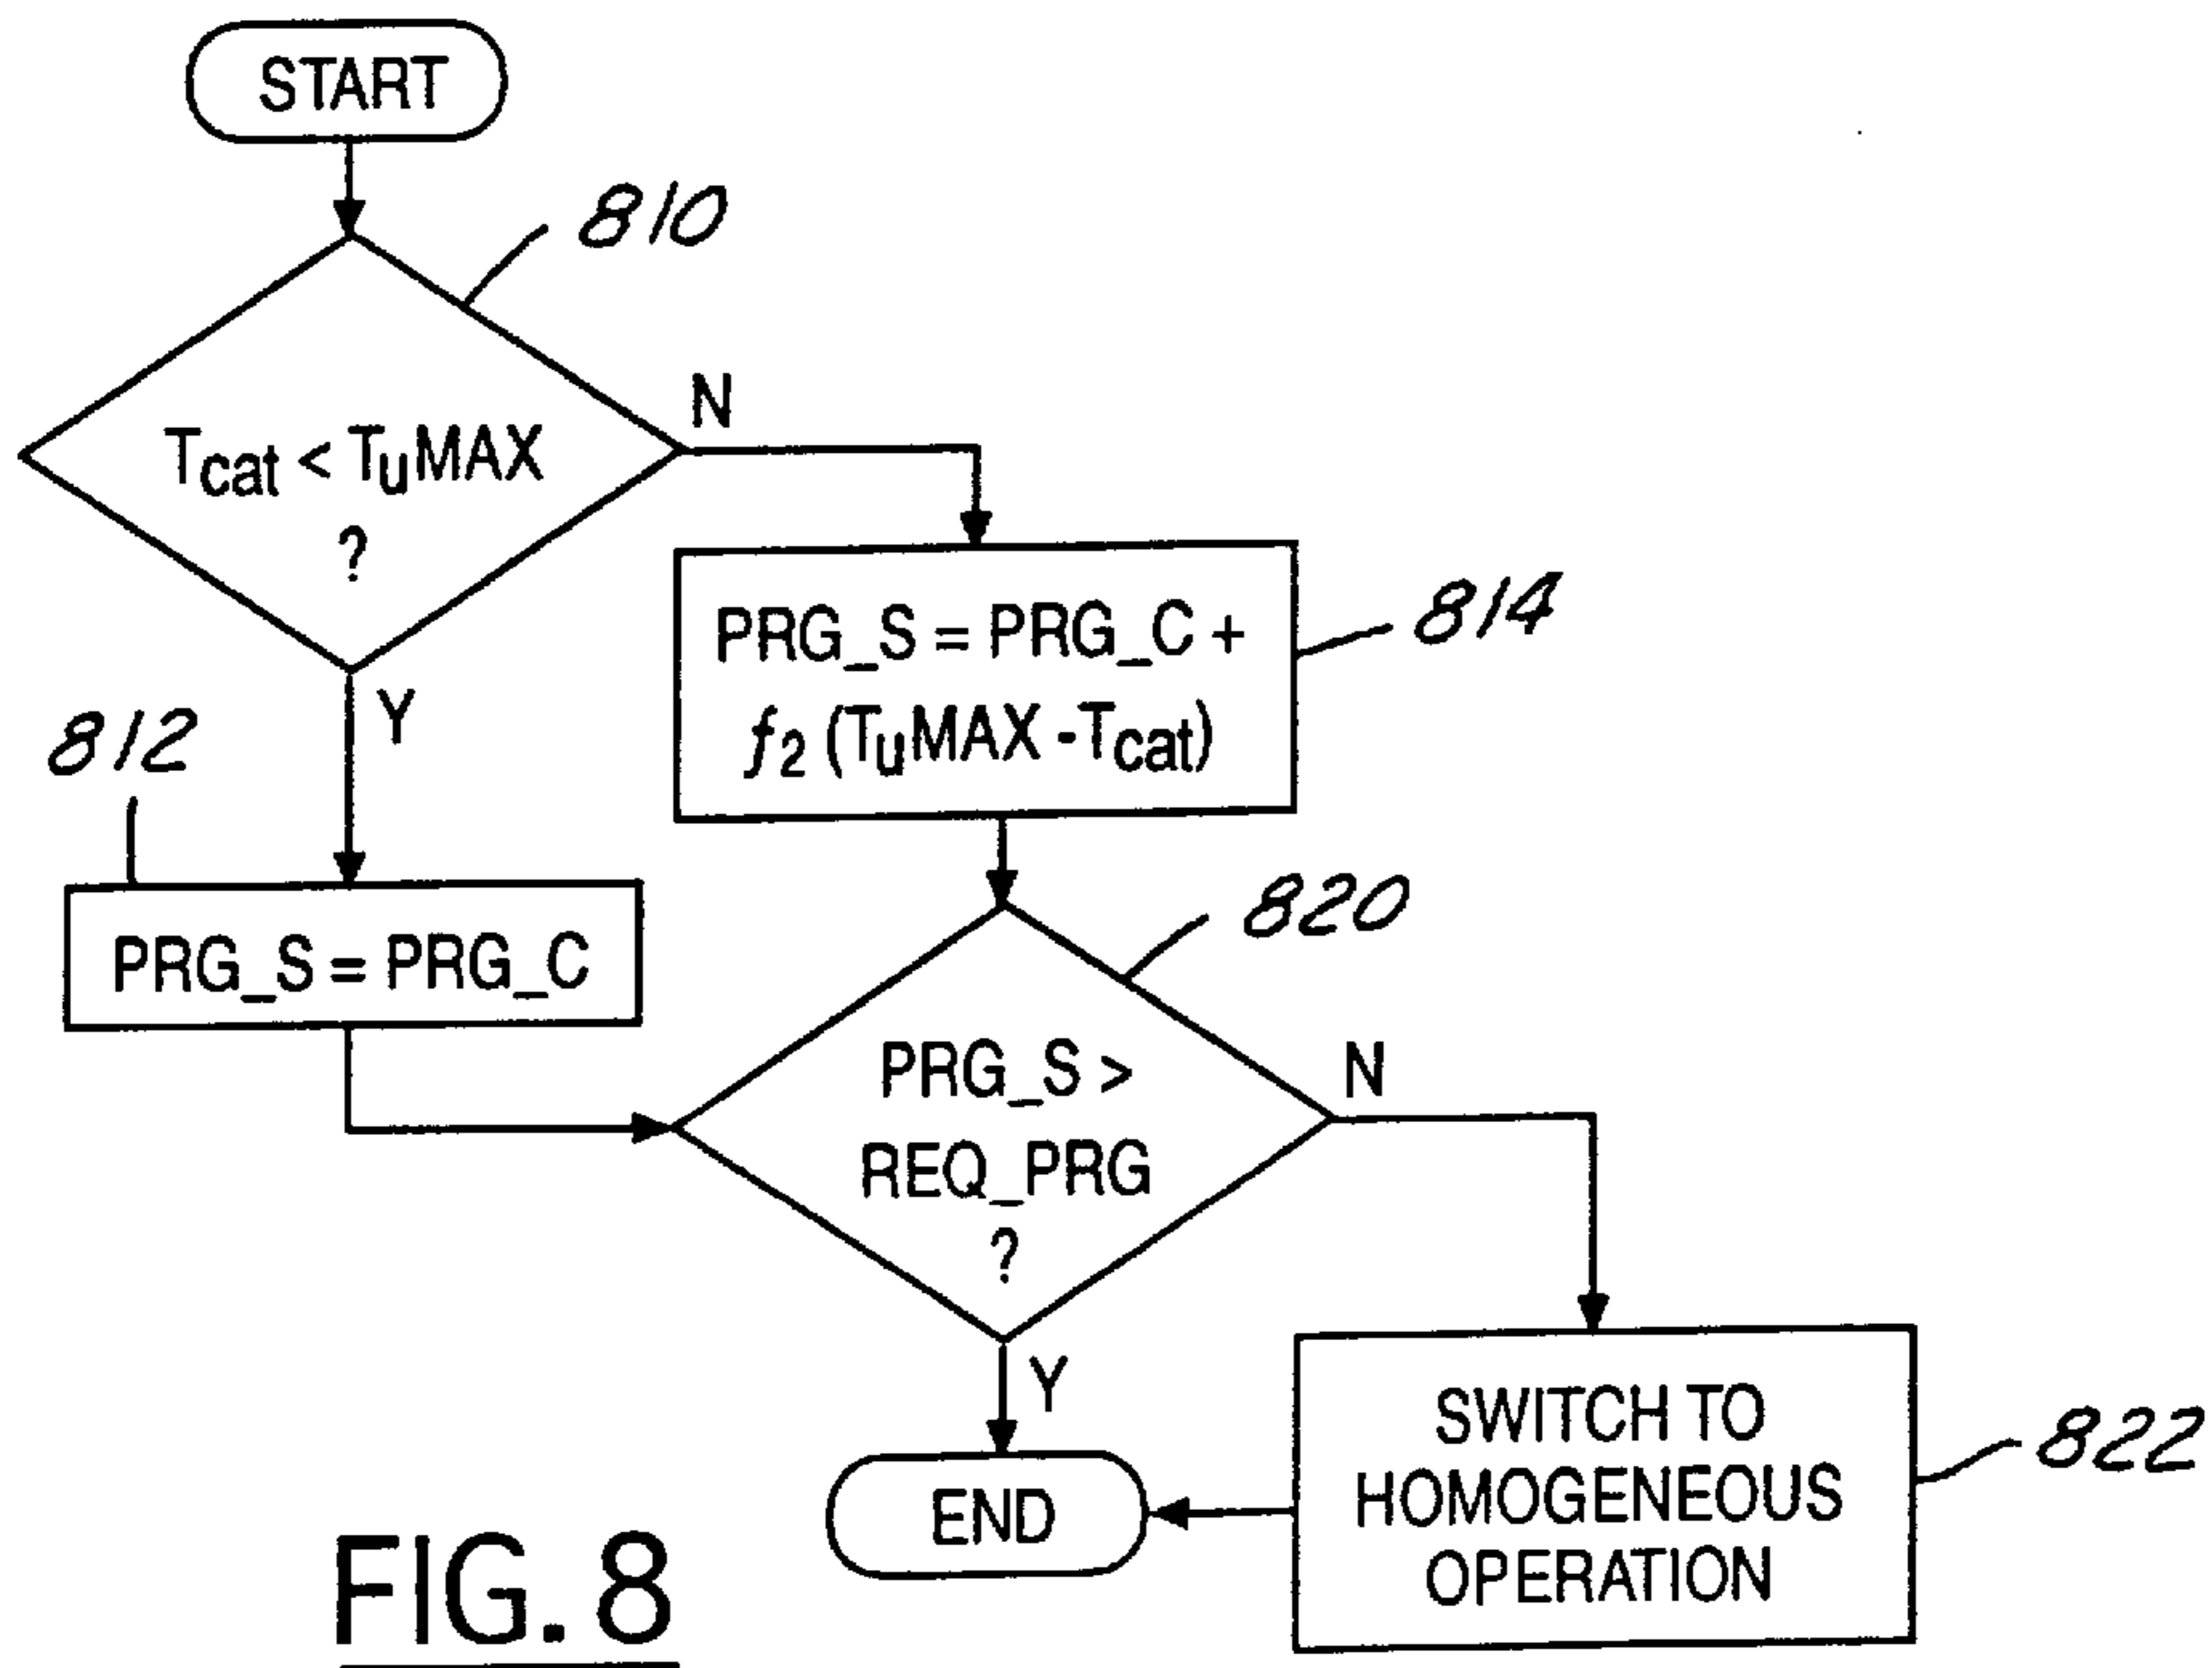 START
810
Tcat < TuMAX
?
N
Y
PRG_S = PRG_C +
f2 (TuMAX - Tcat)
814
812
PRG_S = PRG_C
820
PRG_S >
REQ_PRG
?
N
Y
SWITCH TO
HOMOGENEOUS
OPERATION
822
END
FIG. 8